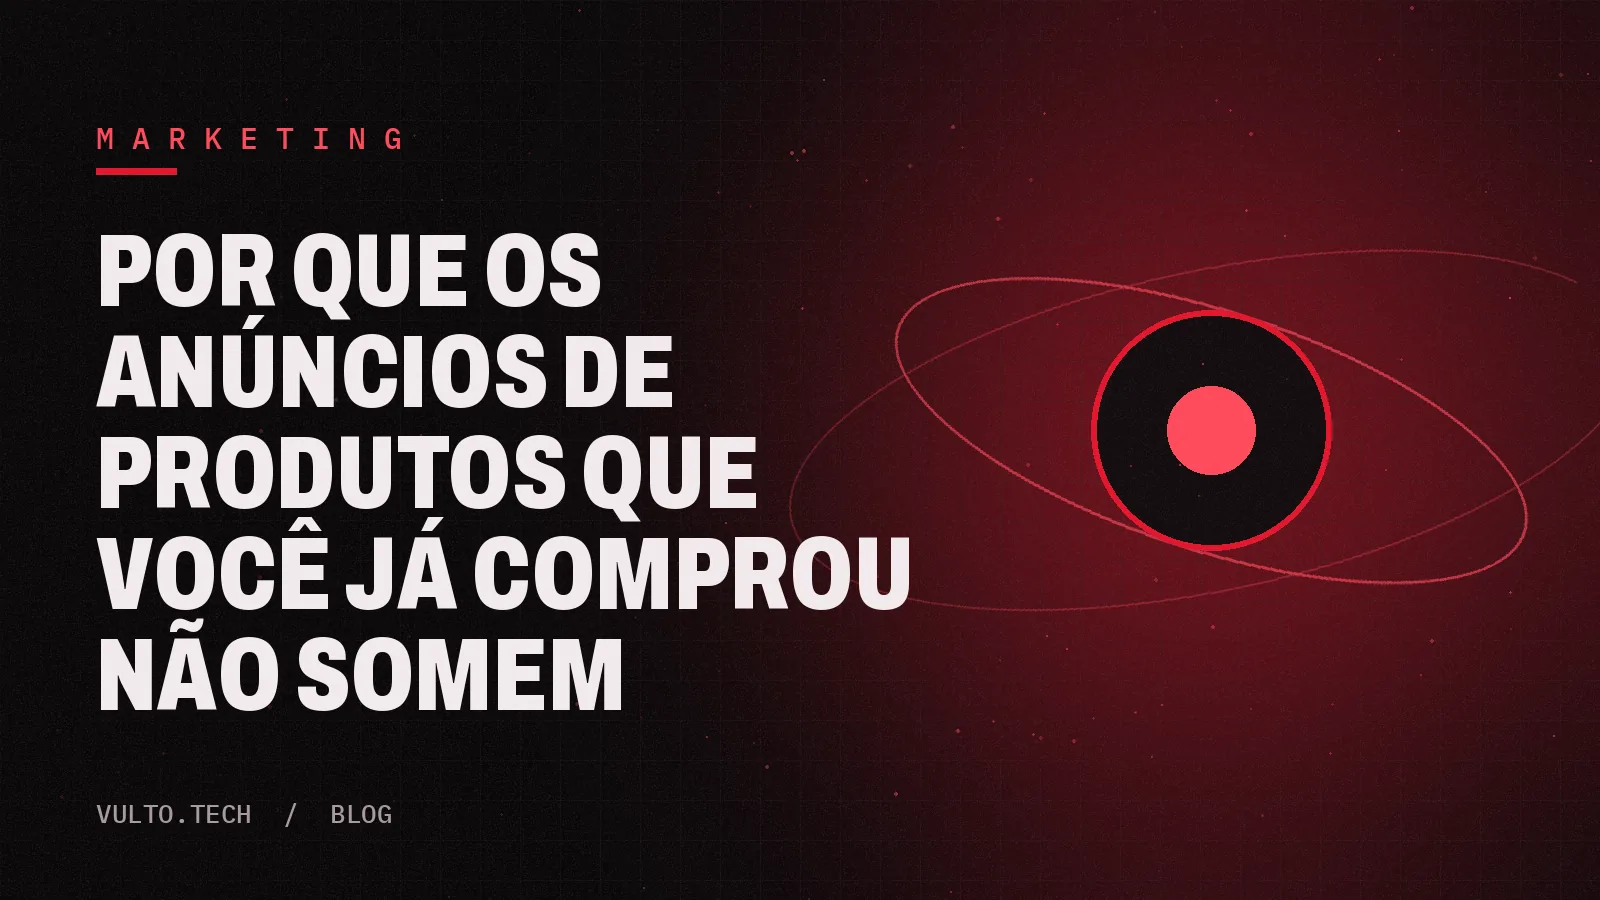 MARKETING
POR QUE OS
ANÚNCIOS DE
PRODUTOS QUE
VOCÊ JÁ COMPROU
NÃO SOMEM
VULTO.TECH / BLOG